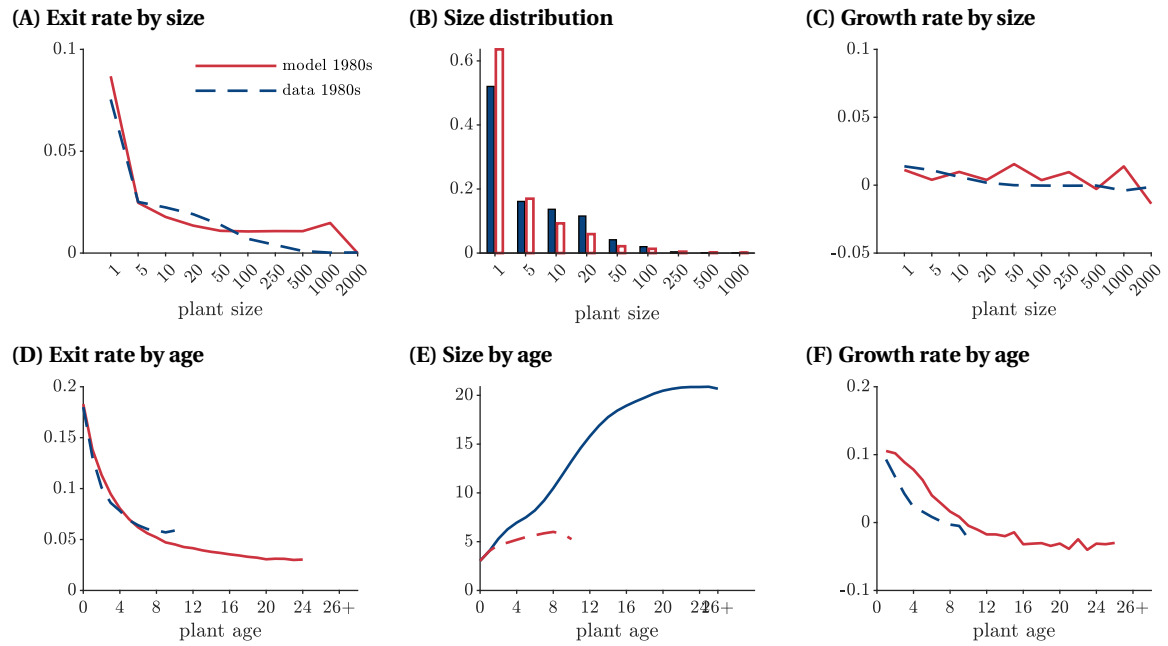 (A) Exit rate by size
0.1
0.05
0
model 1980s
data 1980s
1 5 10 20 50 100 250 500 1000 2000
plant size
(B) Size distribution
0.6
0.4
0.2
0
1 5 10 20 50 100 250 500 1000
plant size
(C) Growth rate by size
0.1
0.05
0
-0.05
1 5 10 20 50 100 250 500 1000 2000
plant size
(D) Exit rate by age
0.2
0.15
0.1
0.05
0
0 4 8 12 16 20 24 26+
plant age
(E) Size by age
20
15
10
5
0
0 4 8 12 16 20 24 26+
plant age
(F) Growth rate by age
0.2
0.1
0
-0.1
0 4 8 12 16 20 24 26+
plant age